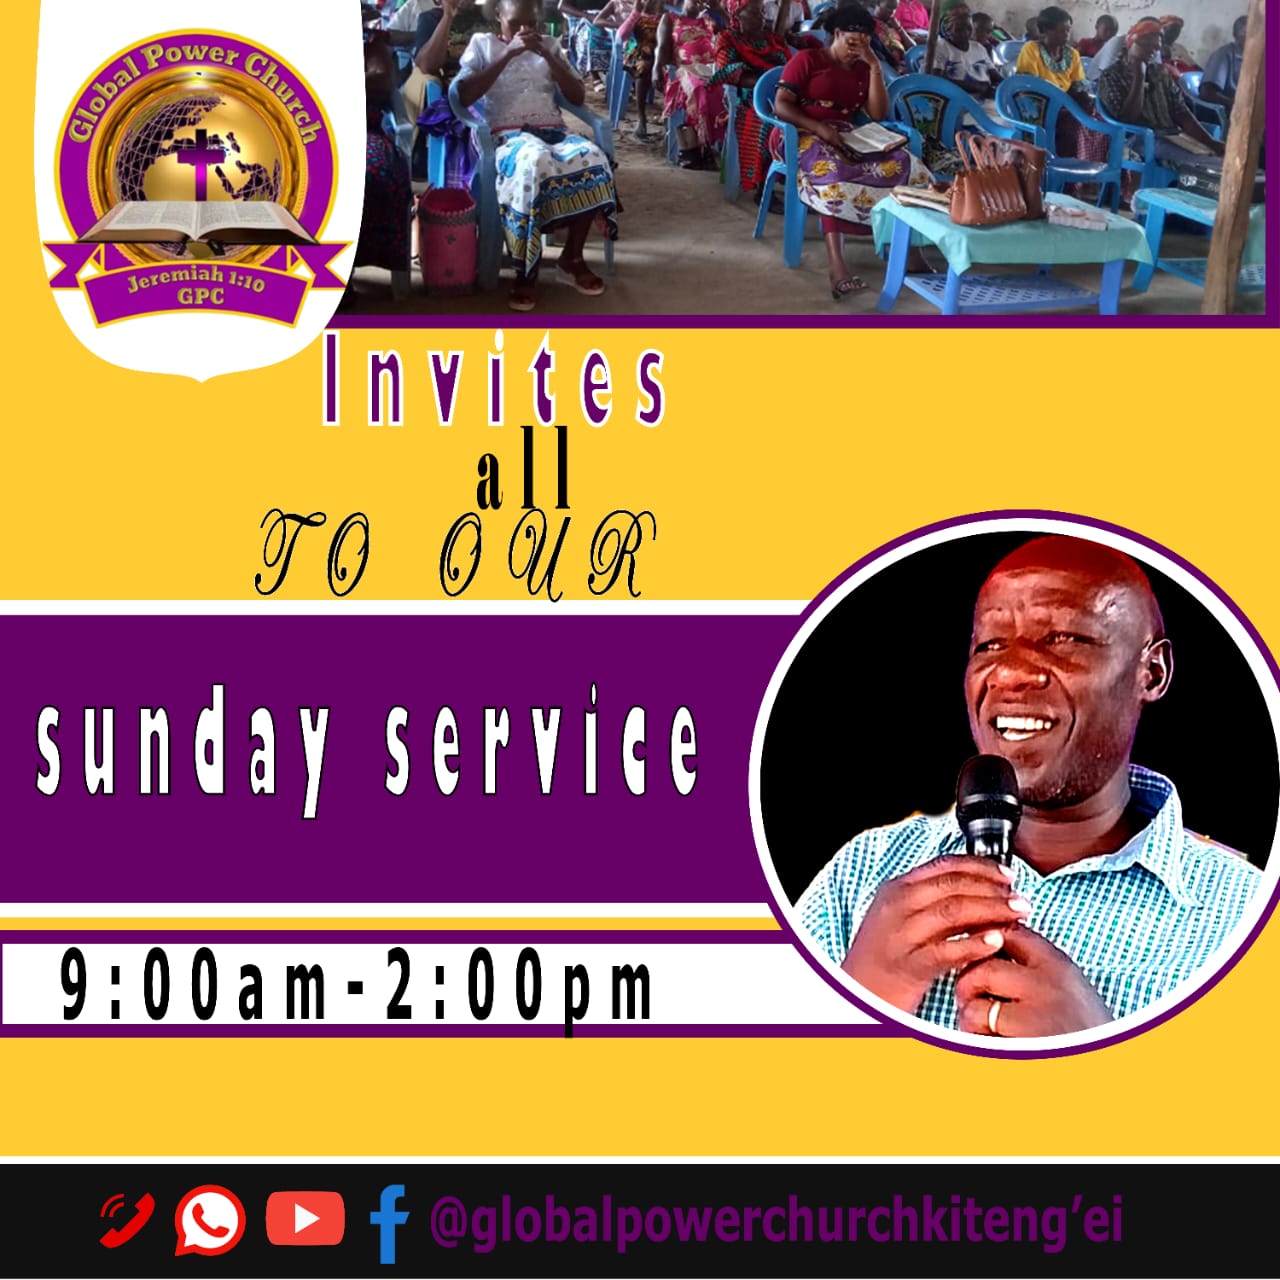 Global Power Church
Jeremiah 1:10
GPC
Invites
all
TO OUR
sunday service
9:00am-2:00pm
@globalpowerchurchkiteng'ei